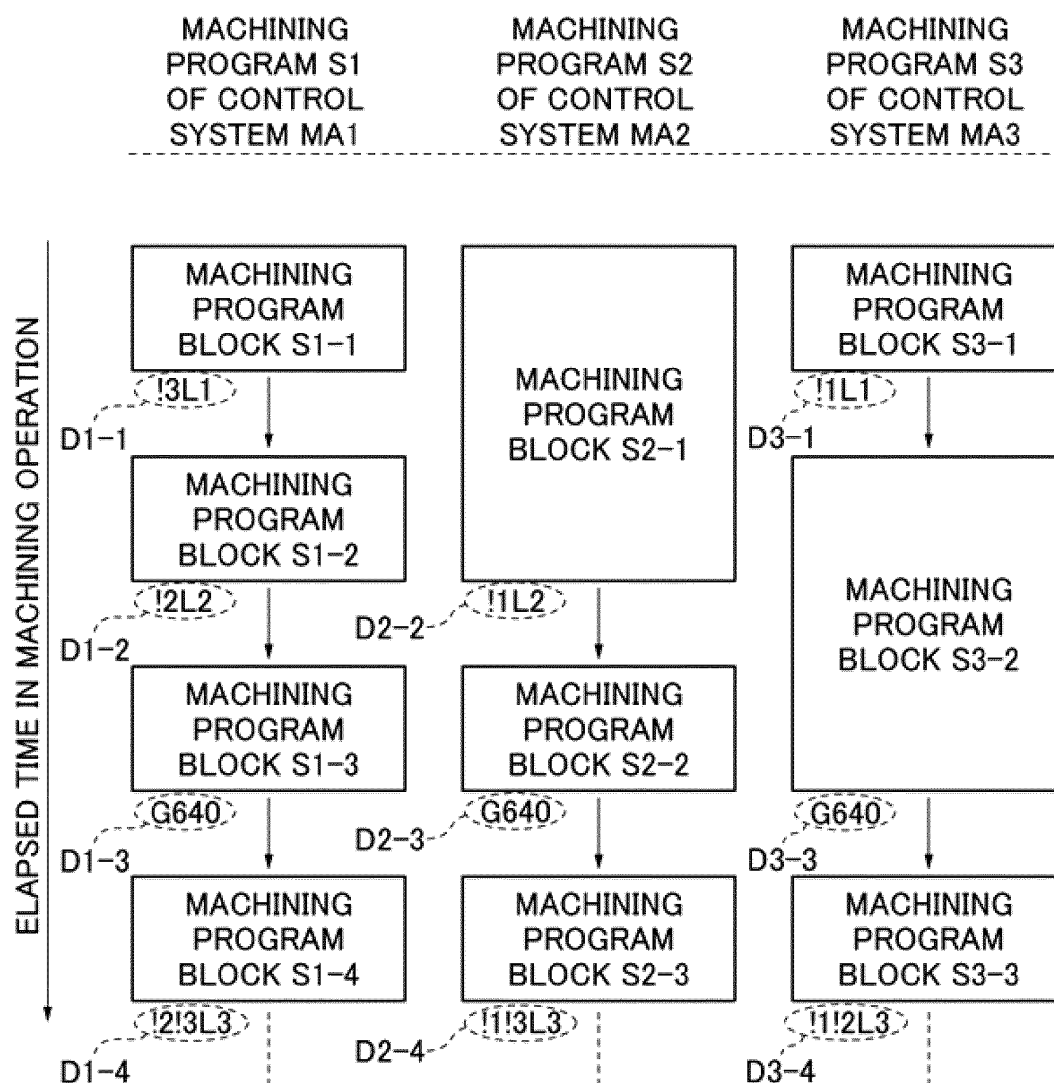 MACHINING
PROGRAM S1
OF CONTROL
SYSTEM MA1
MACHINING
PROGRAM S2
OF CONTROL
SYSTEM MA2
MACHINING
PROGRAM S3
OF CONTROL
SYSTEM MA3
ELAPSED TIME IN MACHINING OPERATION
MACHINING
PROGRAM
BLOCK S1-1
!3L1
D1-1
MACHINING
PROGRAM
BLOCK S1-2
!2L2
D1-2
MACHINING
PROGRAM
BLOCK S1-3
G640
D1-3
MACHINING
PROGRAM
BLOCK S1-4
!2!3L3
D1-4
MACHINING
PROGRAM
BLOCK S2-1
!1L2
D2-2
MACHINING
PROGRAM
BLOCK S2-2
G640
D2-3
MACHINING
PROGRAM
BLOCK S2-3
!1!3L3
D2-4
MACHINING
PROGRAM
BLOCK S3-1
!1L1
D3-1
MACHINING
PROGRAM
BLOCK S3-2
G640
D3-3
MACHINING
PROGRAM
BLOCK S3-3
!1!2L3
D3-4